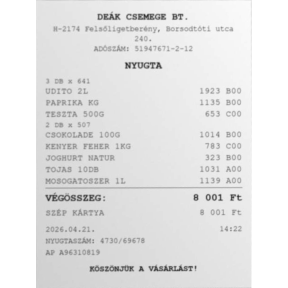 DEÁK CSEMEGE BT.
H-2174 Felsőligetberény, Borsodtóti utca
240.
ADÓSZÁM: 51947671-2-12
NYUGTA
3 DB x 641
UDITO 2L 1923 B00
PAPRIKA KG 1135 B00
TESZTA 500G 653 C00
2 DB x 507
CSOKOLADE 100G 1014 B00
KENYER FEHER 1KG 783 C00
JOGHURT NATUR 323 B00
TOJAS 10DB 1031 A00
MOSOGATOSZER 1L 1139 A00
VÉGÖSSZEG: 8 001 Ft
SZÉP KÁRTYA 8 001 Ft
2026.04.21. 14:22
NYUGTASZÁM: 4730/69678
AP A96310819
KÖSZÖNJÜK A VÁSÁRLÁST!